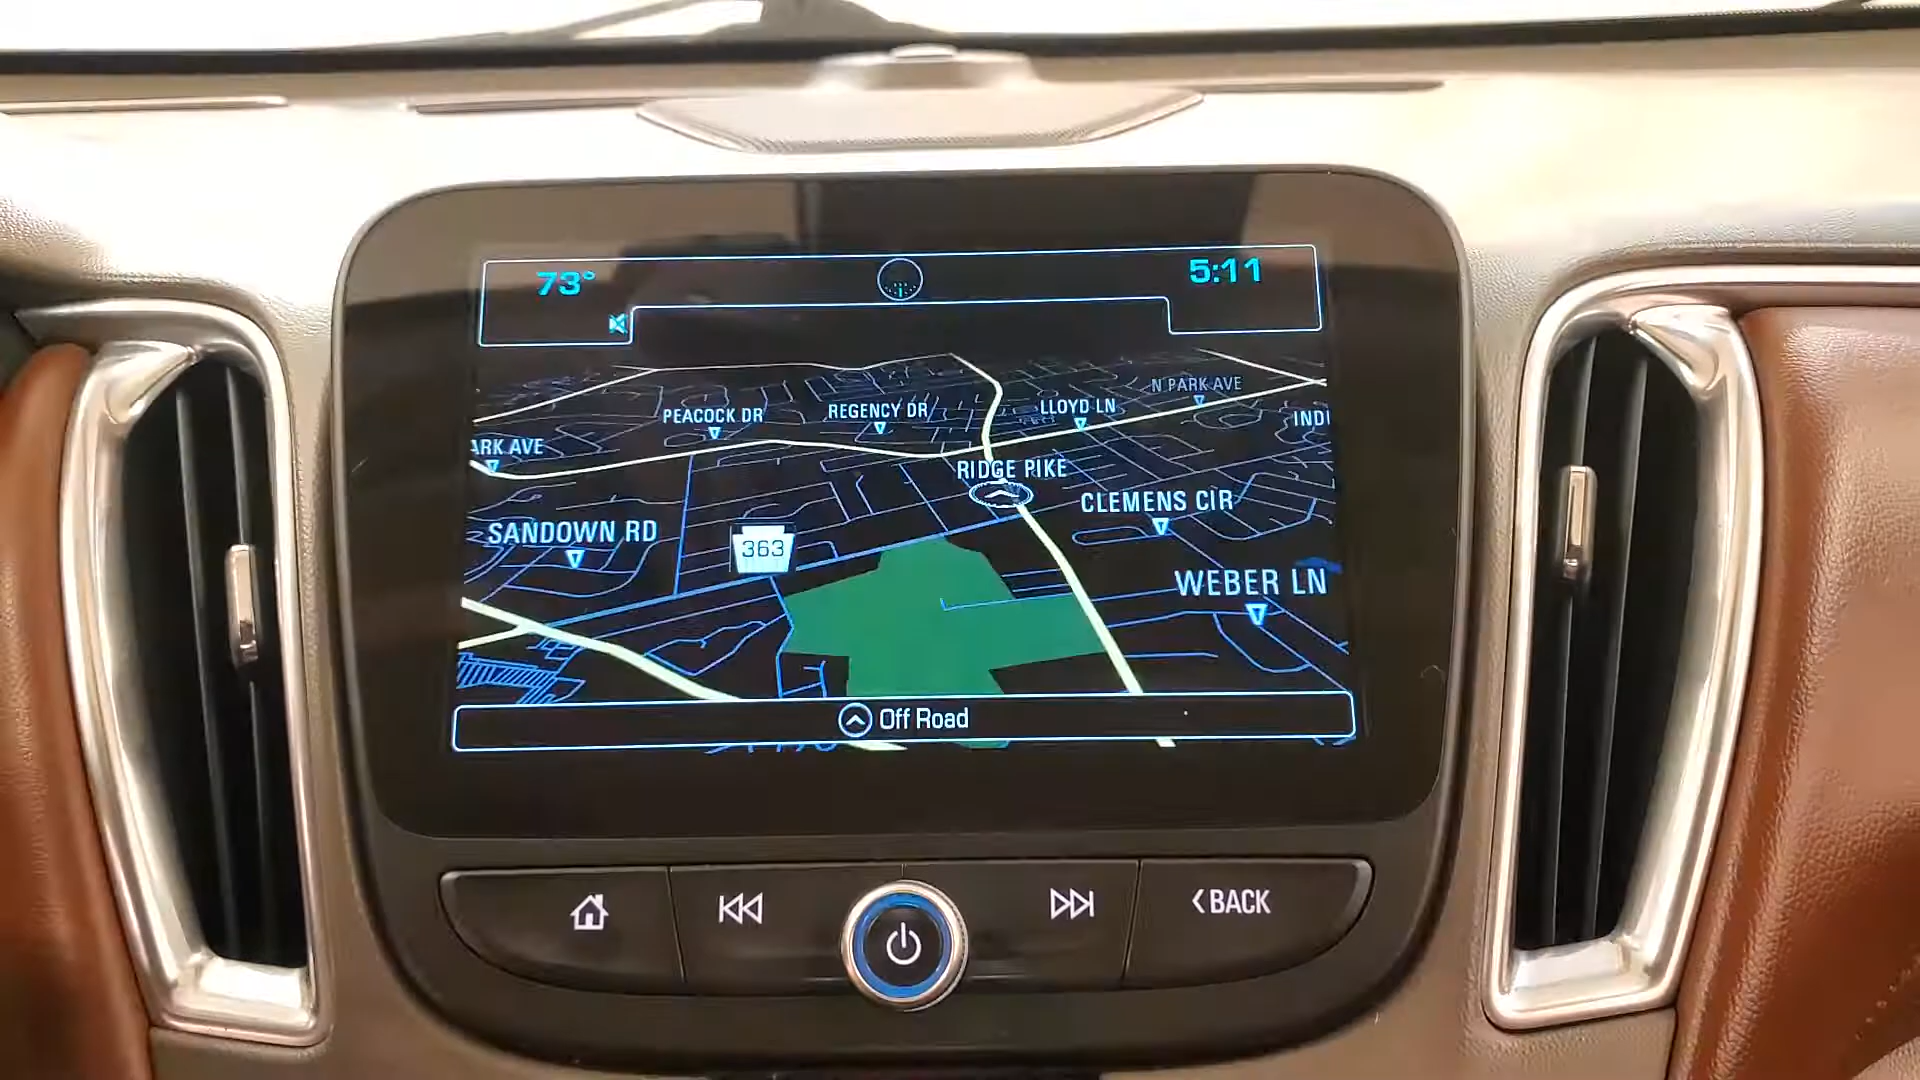 73°
5:11
N PARK AVE
PEACOCK DR
REGENCY DR
LLOYD LN
INDI
ARK AVE
RIDGE PIKE
CLEMENS CIR
SANDOWN RD
363
WEBER LN
Off Road
BACK